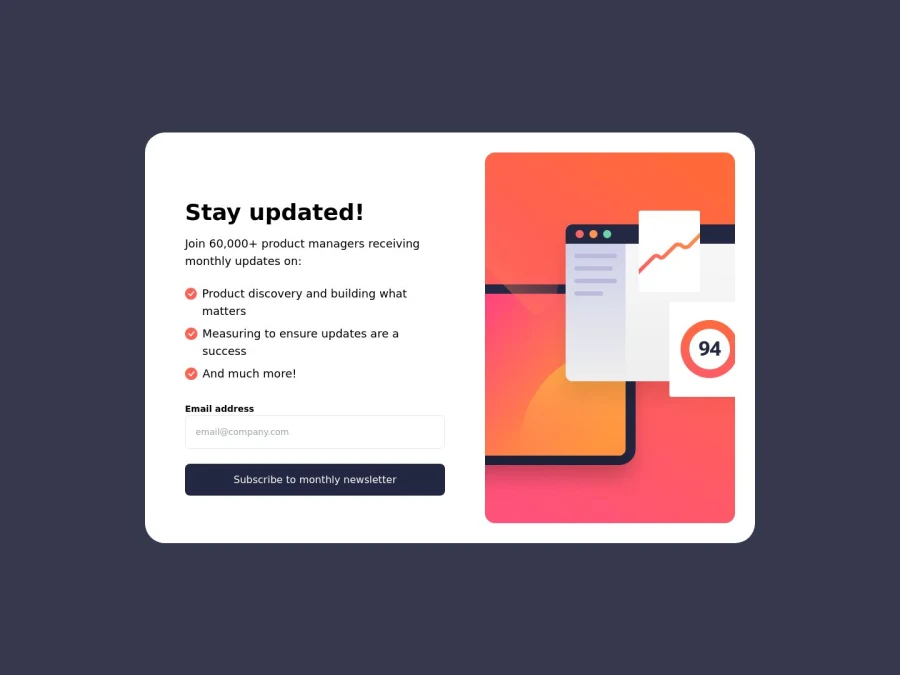 Stay updated!
Join 60,000+ product managers receiving
monthly updates on:
Product discovery and building what
matters
Measuring to ensure updates are a
success
And much more!
Email address
email@company.com
Subscribe to monthly newsletter
94